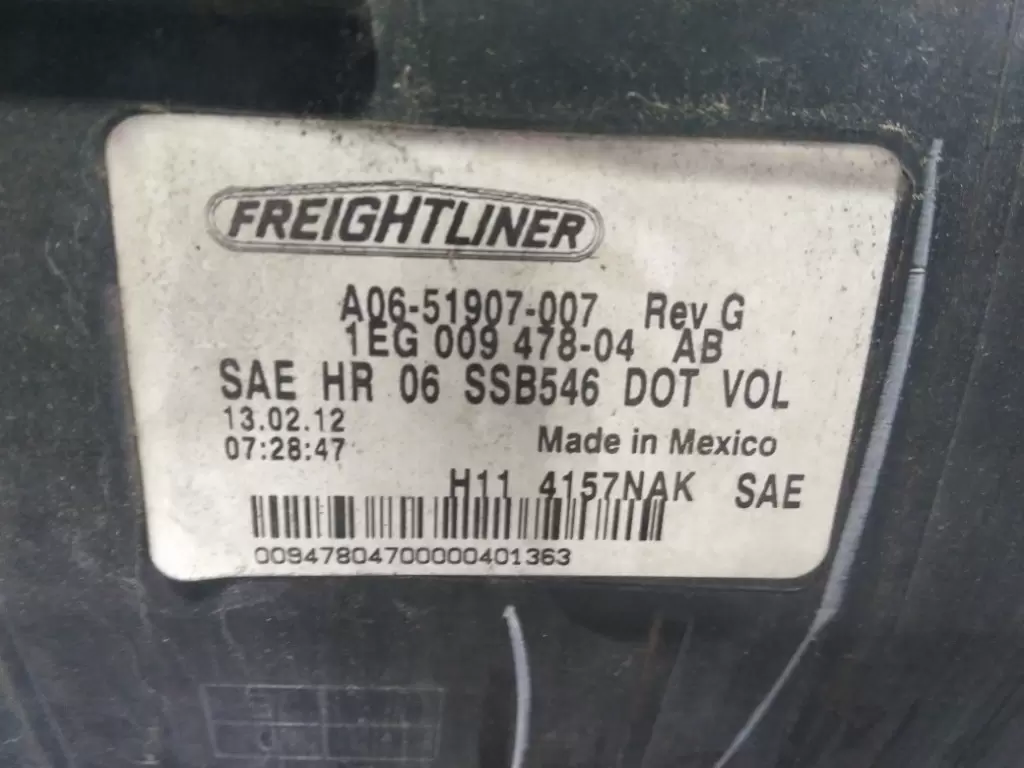 FREIGHTLINER
A06-51907-007 Rev G
1EG 009 478-04 AB
SAE HR 06 SSB546 DOT VOL
13.02.12
07:28:47 Made in Mexico
H11 4157NAK SAE
00947804700000401363